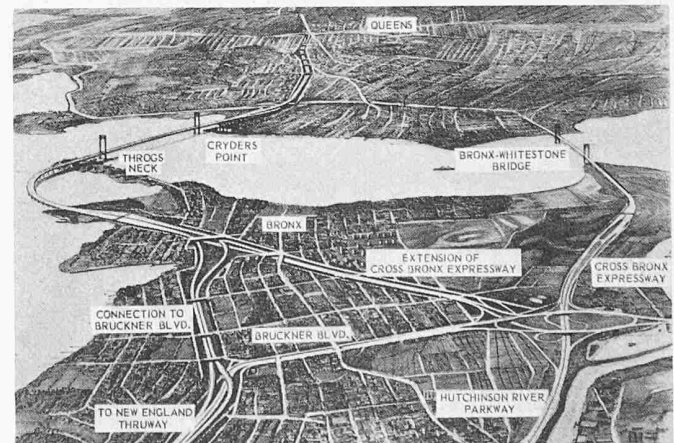 QUEENS
THROGS
NECK
CRYDERS
POINT
BRONX-WHITESTONE
BRIDGE
BRONX
EXTENSION OF
CROSS BRONX EXPRESSWAY
CROSS BRONX
EXPRESSWAY
CONNECTION TO
BRUCKNER BLVD.
BRUCKNER BLVD.
HUTCHINSON RIVER
PARKWAY
TO NEW ENGLAND
THRUWAY